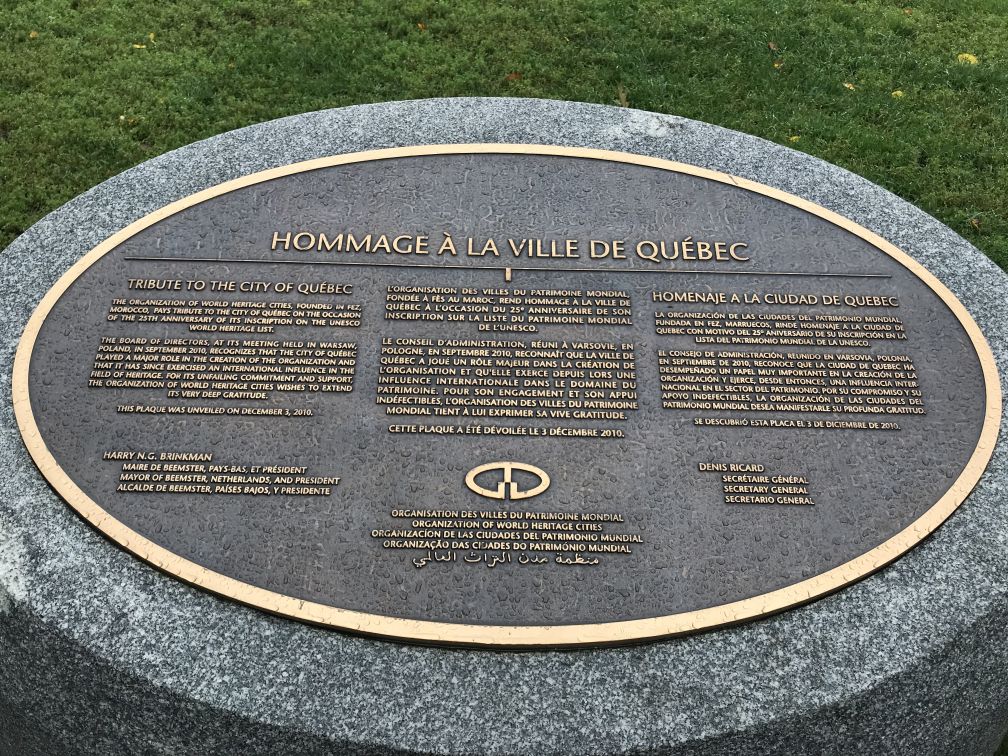 HOMMAGE À LA VILLE DE QUÉBEC
TRIBUTE TO THE CITY OF QUÉBEC
THE ORGANIZATION OF WORLD HERITAGE CITIES, FOUNDED IN FEZ,
MOROCCO, PAYS TRIBUTE TO THE CITY OF QUÉBEC ON THE OCCASION
OF THE 25TH ANNIVERSARY OF ITS INSCRIPTION ON THE UNESCO
WORLD HERITAGE LIST.
THE BOARD OF DIRECTORS, AT ITS MEETING HELD IN WARSAW,
POLAND, IN SEPTEMBER 2010, RECOGNIZES THAT THE CITY OF QUÉBEC
PLAYED A MAJOR ROLE IN THE CREATION OF THE ORGANIZATION AND
THAT IT HAS SINCE EXERCISED AN INTERNATIONAL INFLUENCE IN THE
FIELD OF HERITAGE. FOR ITS UNFAILING COMMITMENT AND SUPPORT,
THE ORGANIZATION OF WORLD HERITAGE CITIES WISHES TO EXTEND
ITS VERY DEEP GRATITUDE.
THIS PLAQUE WAS UNVEILED ON DECEMBER 3, 2010.
L'ORGANISATION DES VILLES DU PATRIMOINE MONDIAL,
FONDÉE À FÈS AU MAROC, REND HOMMAGE À LA VILLE DE
QUÉBEC À L'OCCASION DU 25e ANNIVERSAIRE DE SON
INSCRIPTION SUR LA LISTE DU PATRIMOINE MONDIAL
DE L'UNESCO.
LE CONSEIL D'ADMINISTRATION, RÉUNI À VARSOVIE, EN
POLOGNE, EN SEPTEMBRE 2010, RECONNAÎT QUE LA VILLE DE
QUÉBEC A JOUÉ UN RÔLE MAJEUR DANS LA CRÉATION DE
L'ORGANISATION ET QU'ELLE EXERCE DEPUIS LORS UNE
INFLUENCE INTERNATIONALE DANS LE DOMAINE DU
PATRIMOINE. POUR SON ENGAGEMENT ET SON APPUI
INDÉFECTIBLES, L'ORGANISATION DES VILLES DU PATRIMOINE
MONDIAL TIENT À LUI EXPRIMER SA VIVE GRATITUDE.
CETTE PLAQUE A ÉTÉ DÉVOILÉE LE 3 DÉCEMBRE 2010.
HOMENAJE A LA CIUDAD DE QUEBEC
LA ORGANIZACIÓN DE LAS CIUDADES DEL PATRIMONIO MUNDIAL,
FUNDADA EN FEZ, MARRUECOS, RINDE HOMENAJE A LA CIUDAD DE
QUEBEC CON MOTIVO DEL 25º ANIVERSARIO DE SU INSCRIPCIÓN EN LA
LISTA DEL PATRIMONIO MUNDIAL DE LA UNESCO.
EL CONSEJO DE ADMINISTRACIÓN, REUNIDO EN VARSOVIA, POLONIA,
EN SEPTIEMBRE DE 2010, RECONOCE QUE LA CIUDAD DE QUEBEC HA
DESEMPEÑADO UN PAPEL MUY IMPORTANTE EN LA CREACIÓN DE LA
ORGANIZACIÓN Y EJERCE, DESDE ENTONCES, UNA INFLUENCIA INTER-
NACIONAL EN EL SECTOR DEL PATRIMONIO. POR SU COMPROMISO Y SU
APOYO INDEFECTIBLES, LA ORGANIZACIÓN DE LAS CIUDADES DEL
PATRIMONIO MUNDIAL DESEA MANIFESTARLE SU PROFUNDA GRATITUD.
SE DESCUBRIÓ ESTA PLACA EL 3 DE DICIEMBRE DE 2010.
HARRY N.G. BRINKMAN
MAIRE DE BEEMSTER, PAYS-BAS, ET PRÉSIDENT
MAYOR OF BEEMSTER, NETHERLANDS, AND PRESIDENT
ALCALDE DE BEEMSTER, PAÍSES BAJOS, Y PRESIDENTE
DENIS RICARD
SECRÉTAIRE GÉNÉRAL
SECRETARY GENERAL
SECRETARIO GENERAL
ORGANISATION DES VILLES DU PATRIMOINE MONDIAL
ORGANIZATION OF WORLD HERITAGE CITIES
ORGANIZACIÓN DE LAS CIUDADES DEL PATRIMONIO MUNDIAL
ORGANIZAÇÃO DAS CIDADES DO PATRIMÓNIO MUNDIAL
منظمة مدن التراث العالمي